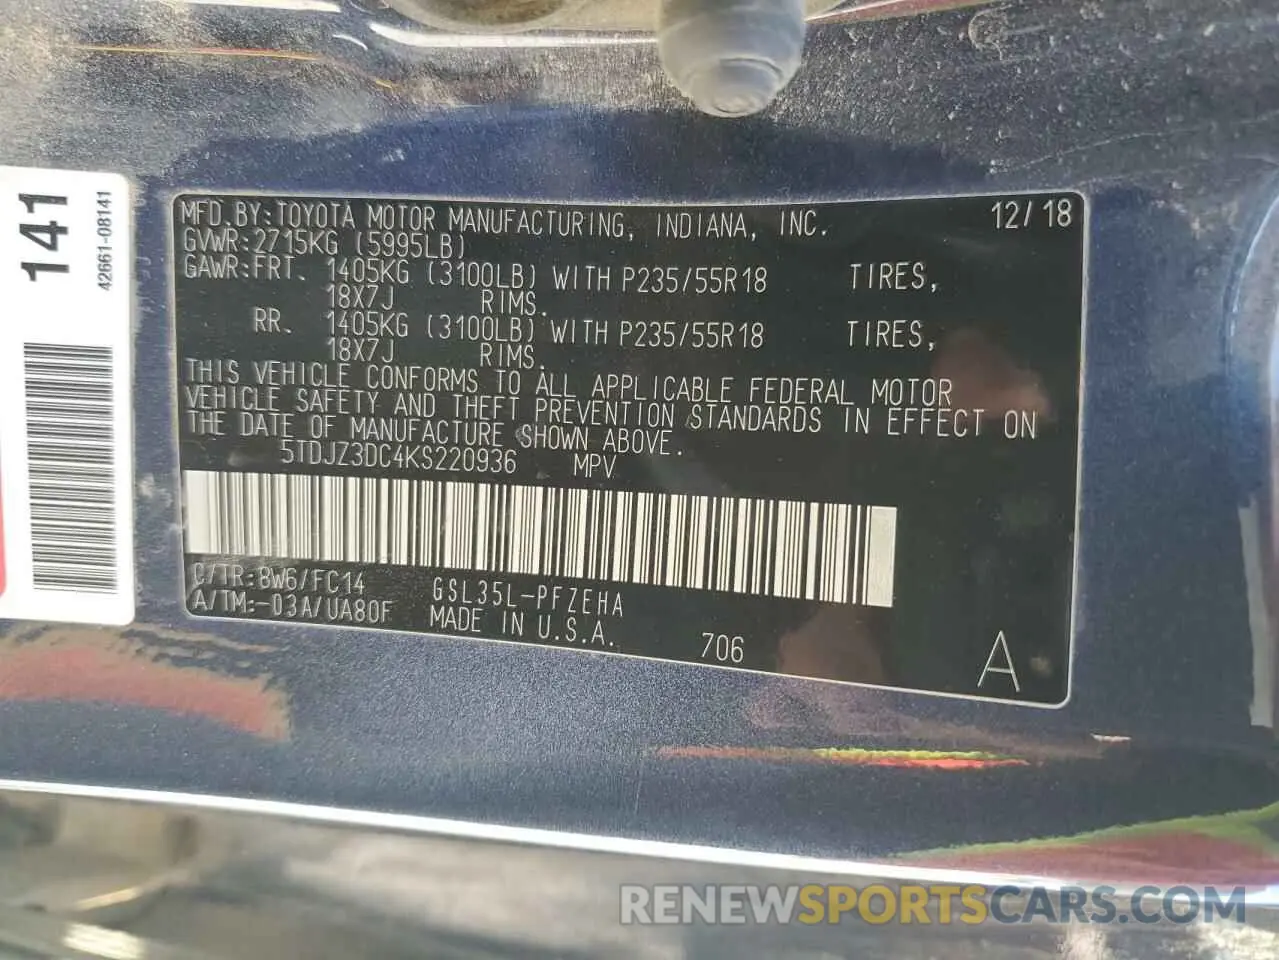 141
42661-08141
MFD.BY:TOYOTA MOTOR MANUFACTURING, INDIANA, INC. 12/18
GVWR:2715KG (5995LB)
GAWR:FRT. 1405KG (3100LB) WITH P235/55R18 TIRES,
18X7J RIMS.
RR. 1405KG (3100LB) WITH P235/55R18 TIRES,
18X7J RIMS.
THIS VEHICLE CONFORMS TO ALL APPLICABLE FEDERAL MOTOR
VEHICLE SAFETY AND THEFT PREVENTION STANDARDS IN EFFECT ON
THE DATE OF MANUFACTURE SHOWN ABOVE.
5TDJZ3DC4KS220936 MPV
C/TR:8W6/FC14 GSL35L-PFZEHA
A/TM:-03A/UA80F MADE IN U.S.A. 706
A
RENEWSPORTSCARS.COM